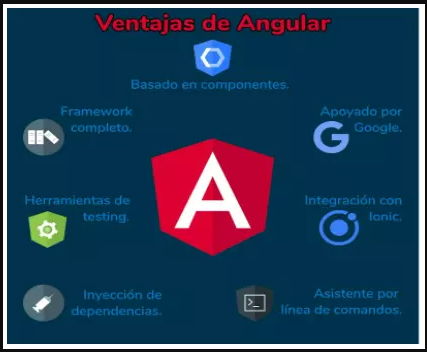 Ventajas de Angular
Basado en componentes.
Framework
completo.
Apoyado por
Google.
Herramientas de
testing.
Integración con
Ionic.
Inyección de
dependencias.
Asistente por
línea de comandos.